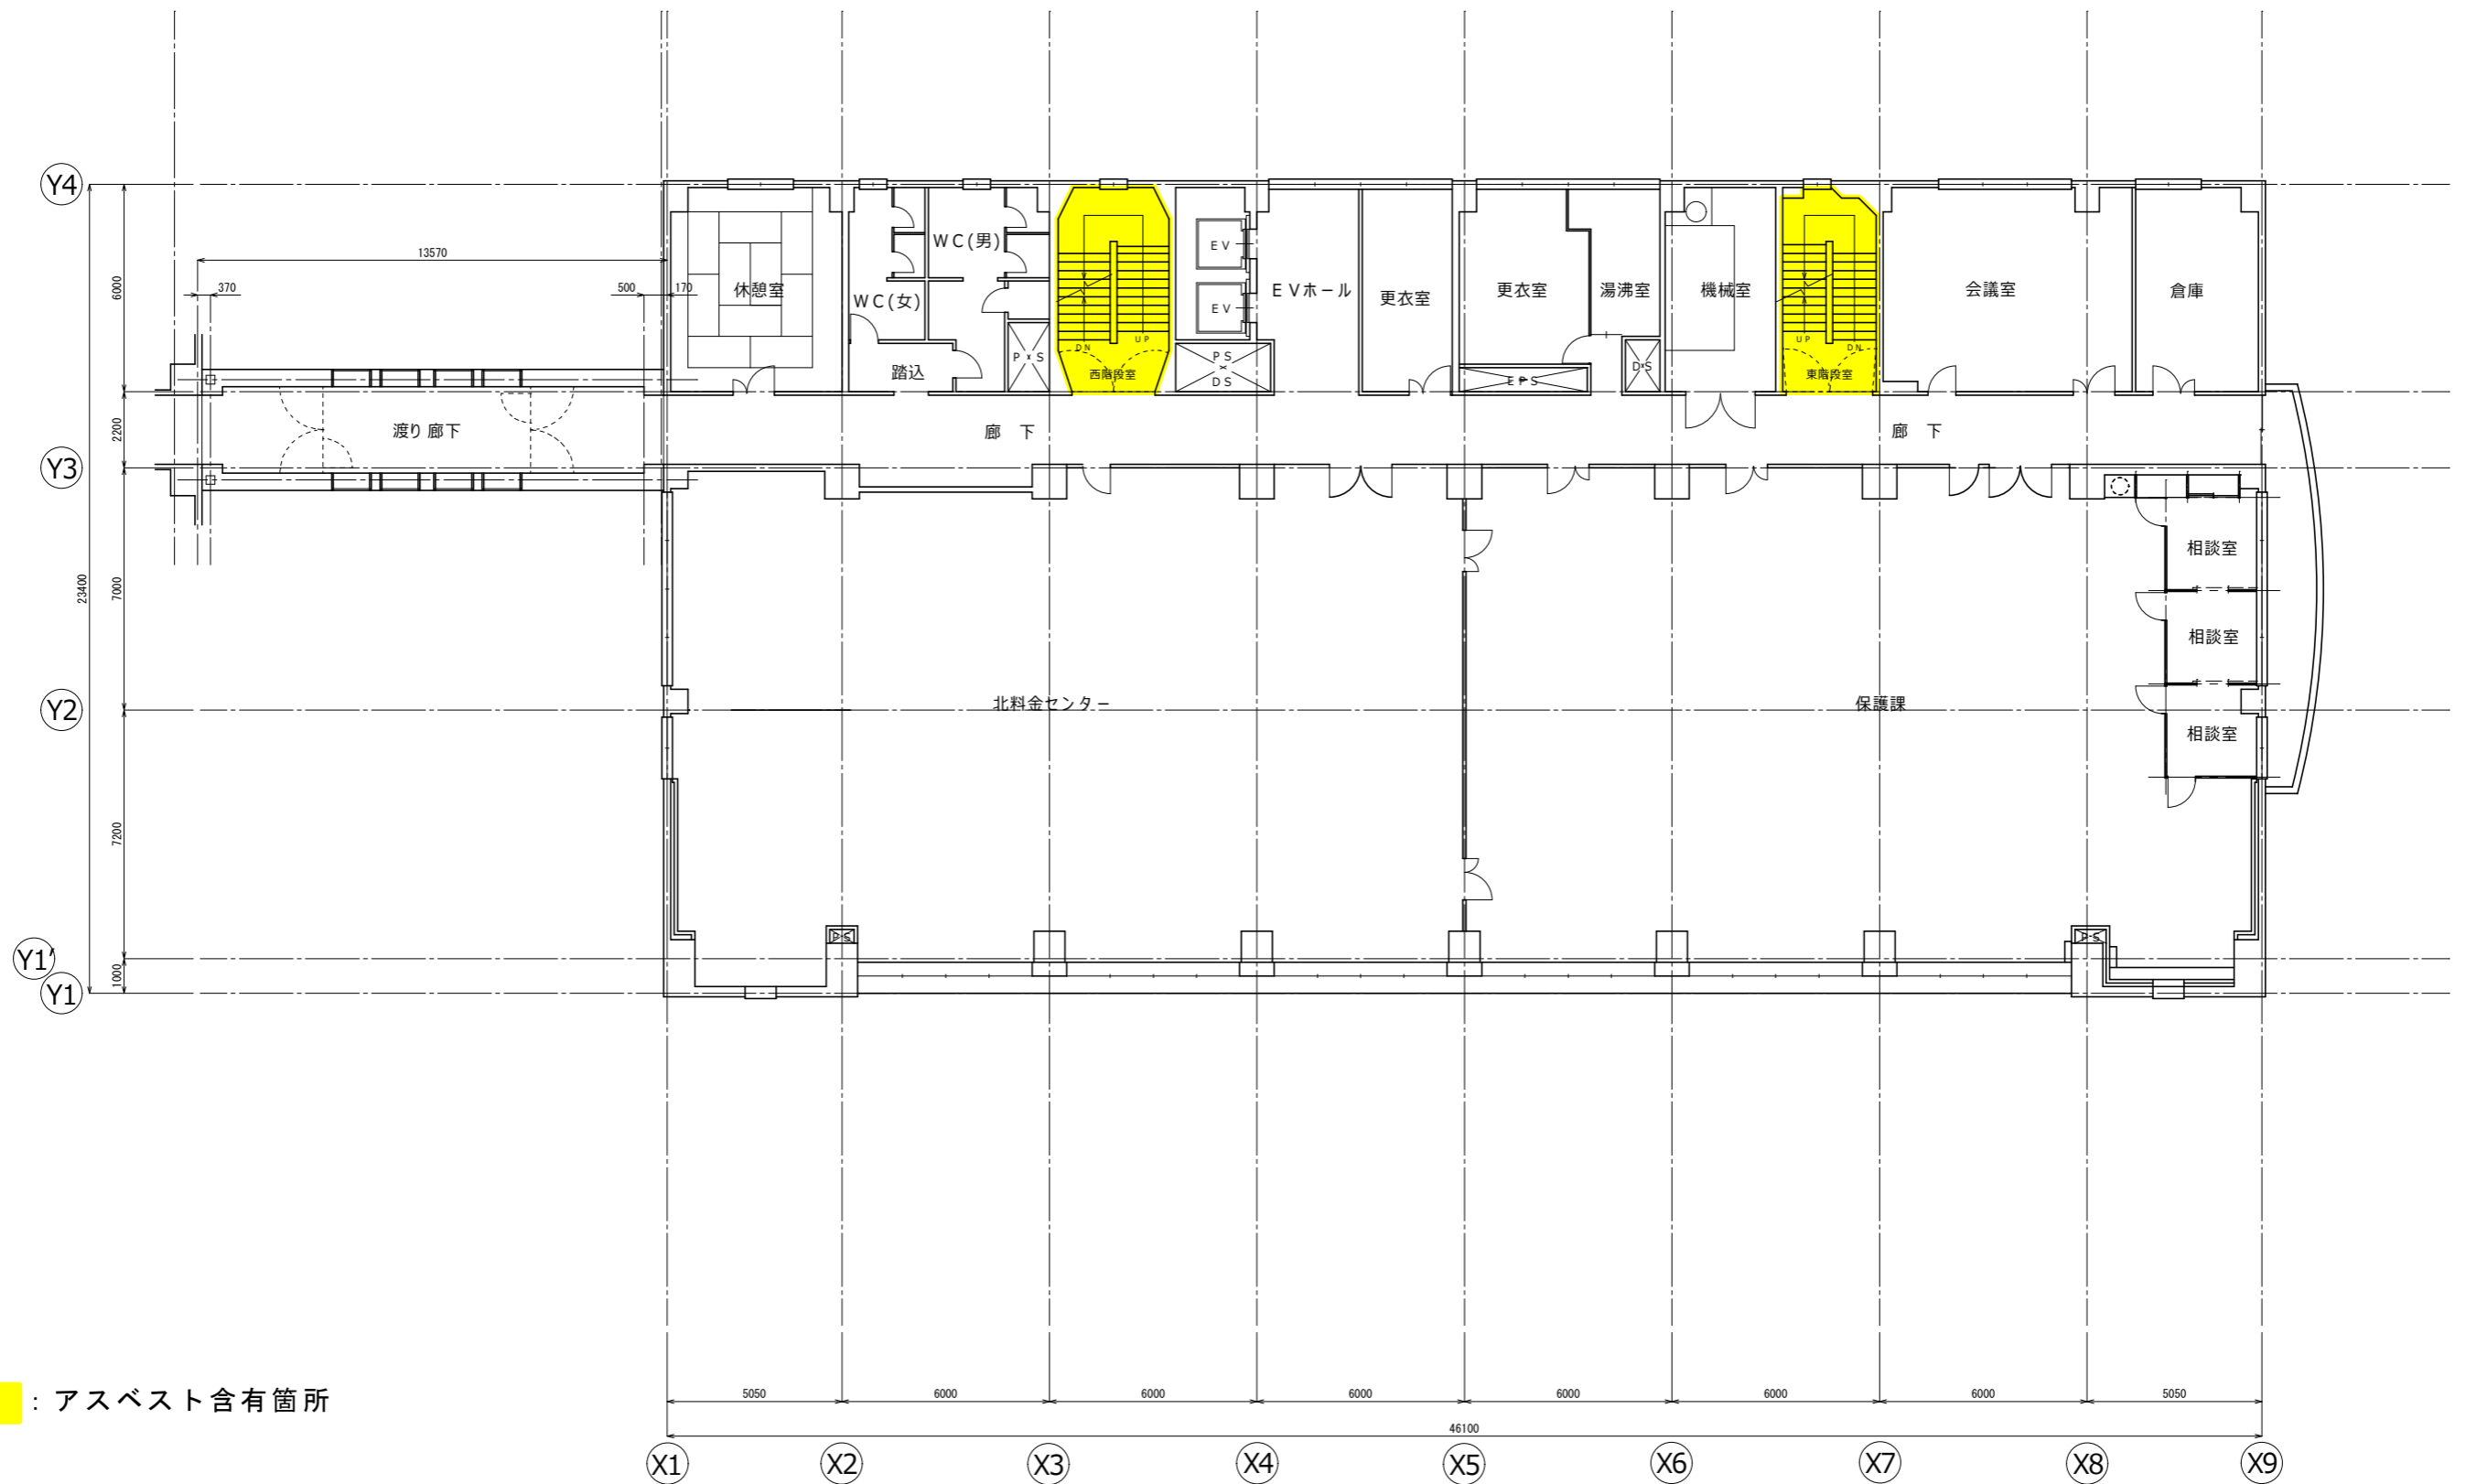 Y4
WC(男)
EV
休憩室
WC(女)
EVホール
更衣室
更衣室
湯沸室
機械室
会議室
倉庫
13570
370
500
170
6000
EV
DN
UP
UP
DN
PS
PS
DS
DS
踏込
西階段室
EPS
東階段室
2200
渡り廊下
廊 下
廊 下
Y3
相談室
7000
23400
相談室
Y2
北料金センター
保護課
相談室
7200
PS
PS
Y1'
1000
Y1
: アスベスト含有箇所
5050
6000
6000
6000
6000
6000
6000
5050
46100
X1
X2
X3
X4
X5
X6
X7
X8
X9